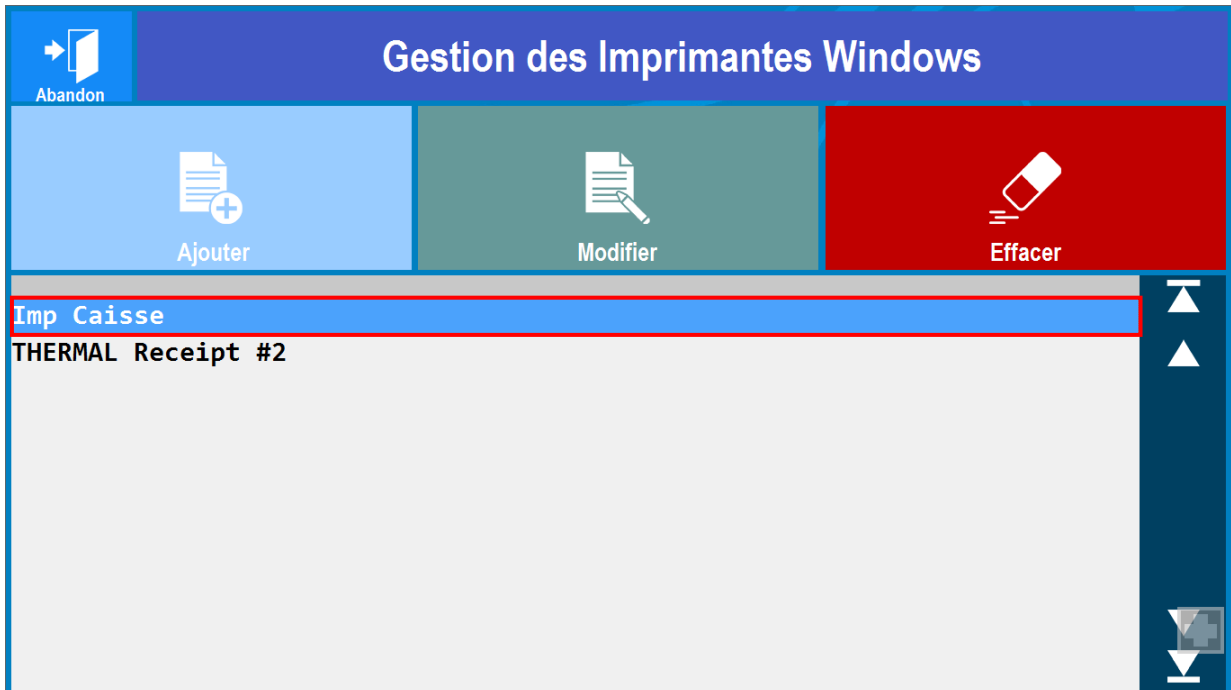 Abandon
Gestion des Imprimantes Windows
Ajouter
Modifier
Effacer
Imp Caisse
THERMAL Receipt #2